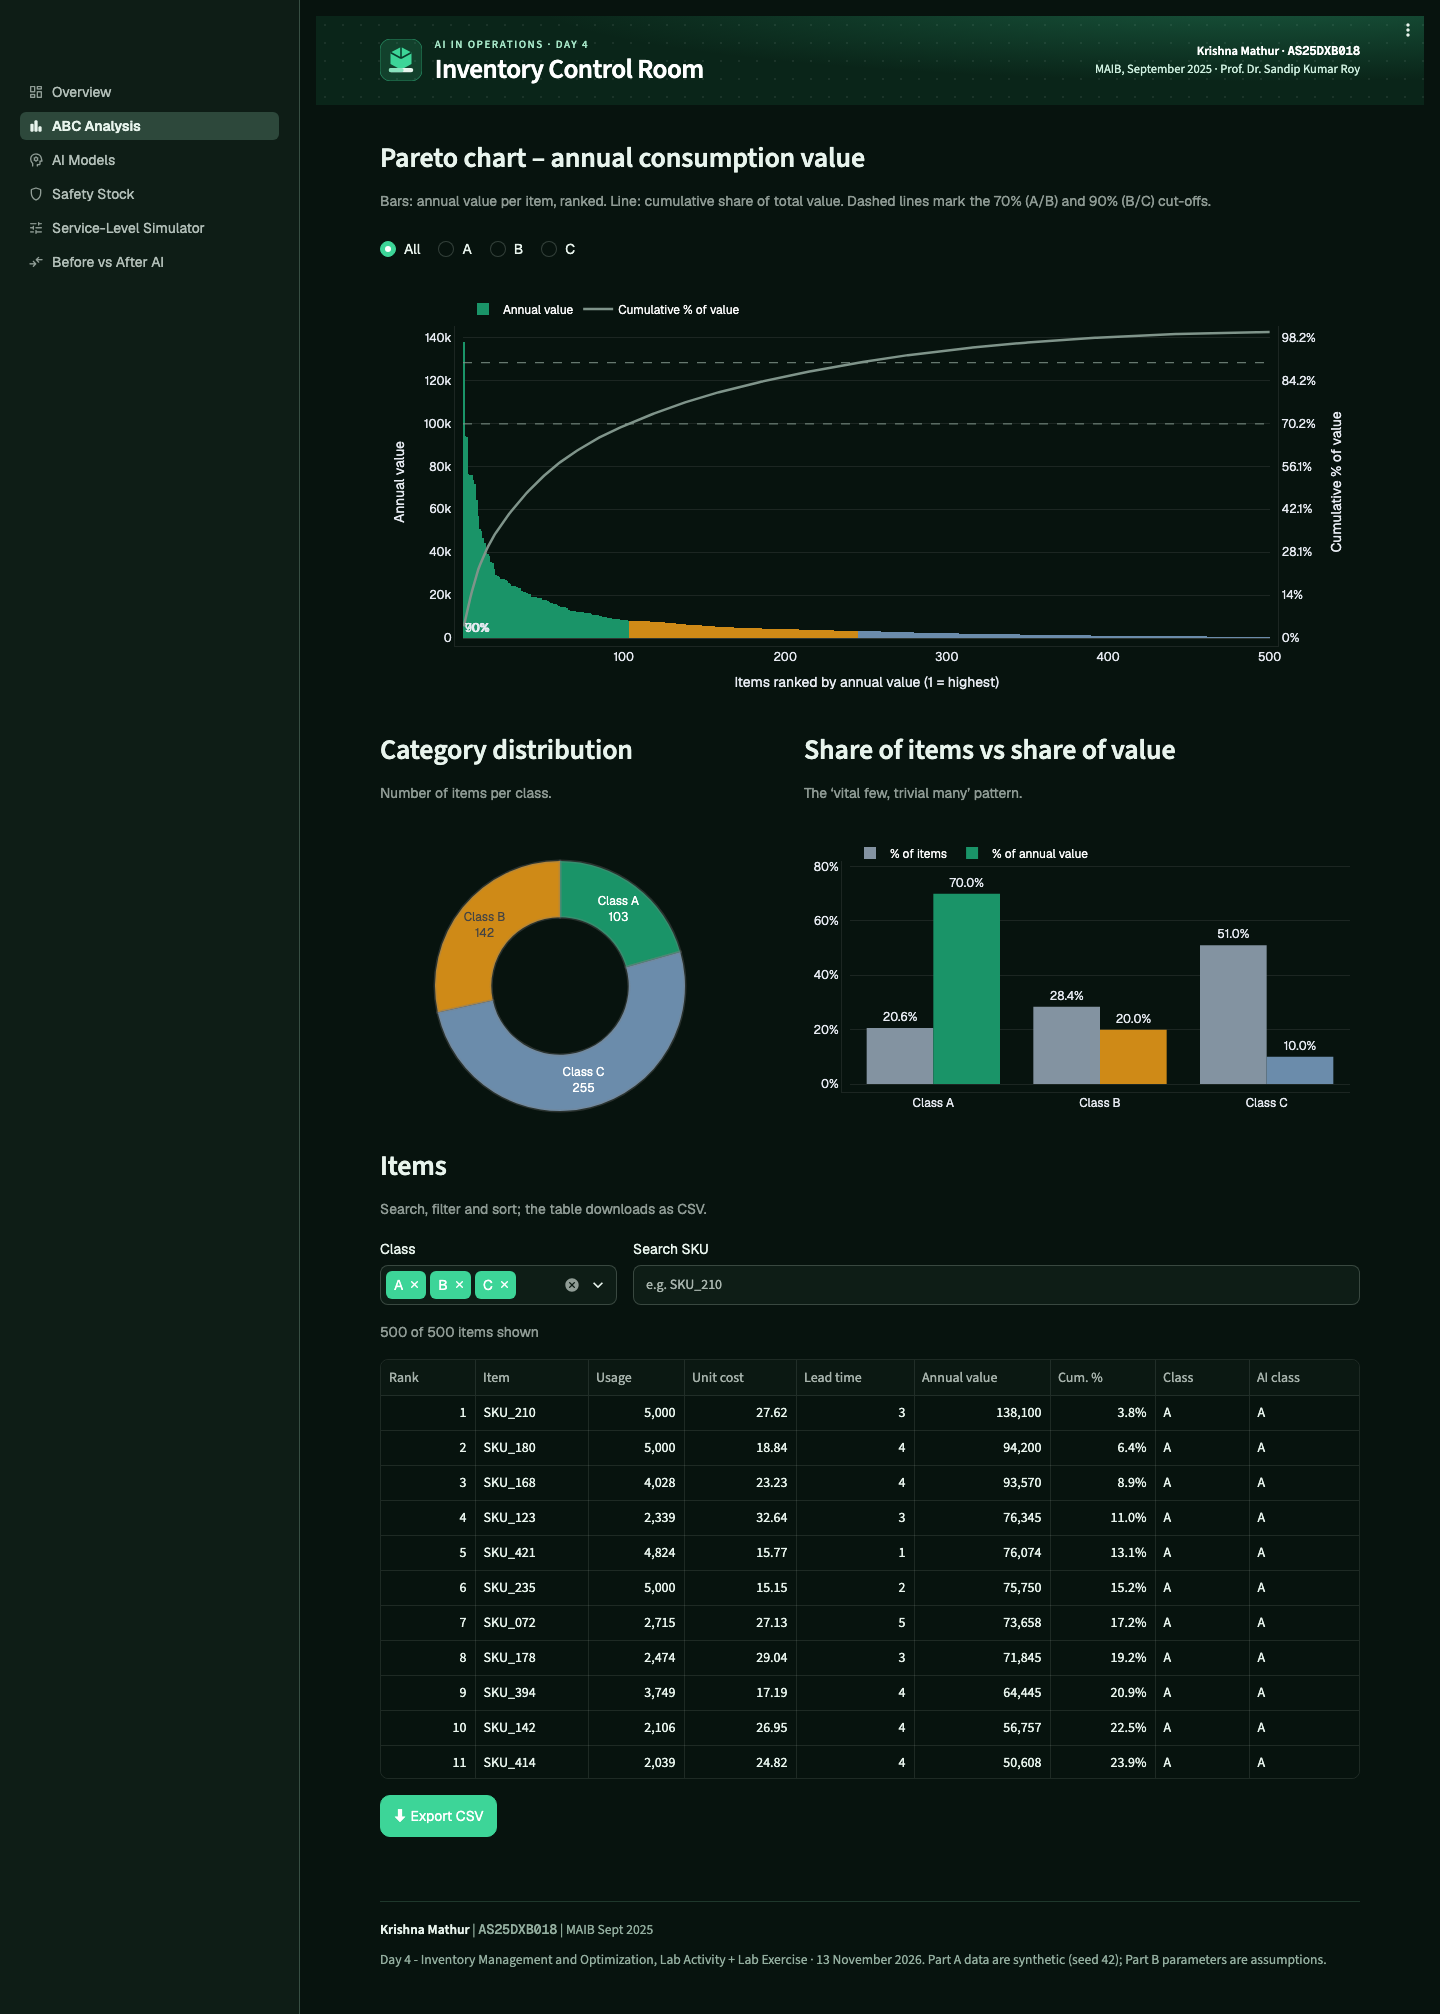 Overview
ABC Analysis
AI Models
Safety Stock
Service-Level Simulator
Before vs After AI
AI IN OPERATIONS · DAY 4
Inventory Control Room
Krishna Mathur · AS25DXB018
MAIB, September 2025 · Prof. Dr. Sandip Kumar Roy
Pareto chart – annual consumption value
Bars: annual value per item, ranked. Line: cumulative share of total value. Dashed lines mark the 70% (A/B) and 90% (B/C) cut-offs.
All A B C
Annual value Cumulative % of value
140k 98.2%
120k 84.2%
100k 70.2%
80k 56.1%
60k 42.1%
40k 28.1%
20k 14%
0 0%
Annual value
Cumulative % of value
100 200 300 400 500
Items ranked by annual value (1 = highest)
Category distribution
Number of items per class.
Class A
103
Class B
142
Class C
255
Share of items vs share of value
The ‘vital few, trivial many’ pattern.
% of items % of annual value
80%
60%
40%
20%
0%
20.6% 70.0% 28.4% 20.0% 51.0% 10.0%
Class A Class B Class C
Items
Search, filter and sort; the table downloads as CSV.
Class Search SKU
A × B × C × e.g. SKU_210
500 of 500 items shown
Rank Item Usage Unit cost Lead time Annual value Cum. % Class AI class
1 SKU_210 5,000 27.62 3 138,100 3.8% A A
2 SKU_180 5,000 18.84 4 94,200 6.4% A A
3 SKU_168 4,028 23.23 4 93,570 8.9% A A
4 SKU_123 2,339 32.64 3 76,345 11.0% A A
5 SKU_421 4,824 15.77 1 76,074 13.1% A A
6 SKU_235 5,000 15.15 2 75,750 15.2% A A
7 SKU_072 2,715 27.13 5 73,658 17.2% A A
8 SKU_178 2,474 29.04 3 71,845 19.2% A A
9 SKU_394 3,749 17.19 4 64,445 20.9% A A
10 SKU_142 2,106 26.95 4 56,757 22.5% A A
11 SKU_414 2,039 24.82 4 50,608 23.9% A A
Export CSV
Krishna Mathur | AS25DXB018 | MAIB Sept 2025
Day 4 - Inventory Management and Optimization, Lab Activity + Lab Exercise · 13 November 2026. Part A data are synthetic (seed 42); Part B parameters are assumptions.